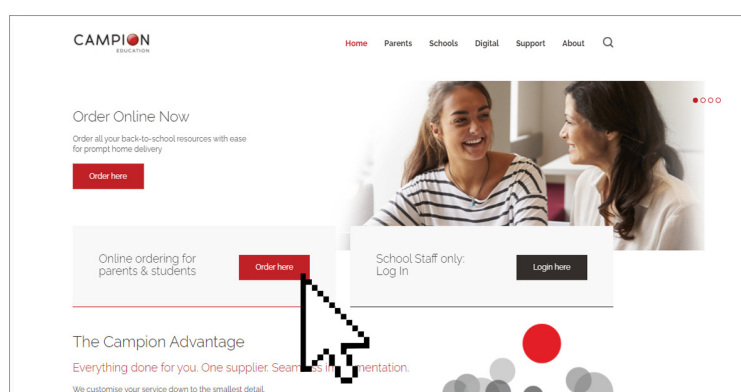 CAMPION
EDUCATION
Home Parents Schools Digital Support About
Order Online Now
Order all your back-to-school resources with ease
for prompt home delivery
Order here
Online ordering for
parents & students
Order here
School Staff only:
Log In
Login here
The Campion Advantage
Everything done for you. One supplier.
We customise your service down to the smallest detail.